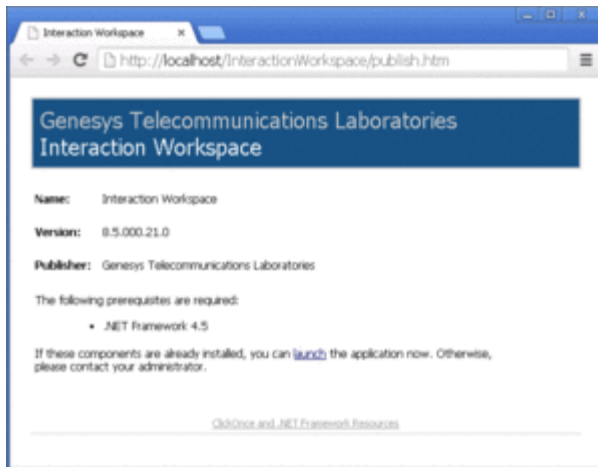 Interaction Workspace
http://localhost/InteractionWorkspace/publish.htm
Genesys Telecommunications Laboratories
Interaction Workspace
Name: Interaction Workspace
Version: 8.5.000.21.0
Publisher: Genesys Telecommunications Laboratories
The following prerequisites are required:
• .NET Framework 4.5
If these components are already installed, you can launch the application now. Otherwise,
please contact your administrator.
ClickOnce and .NET Framework Resources